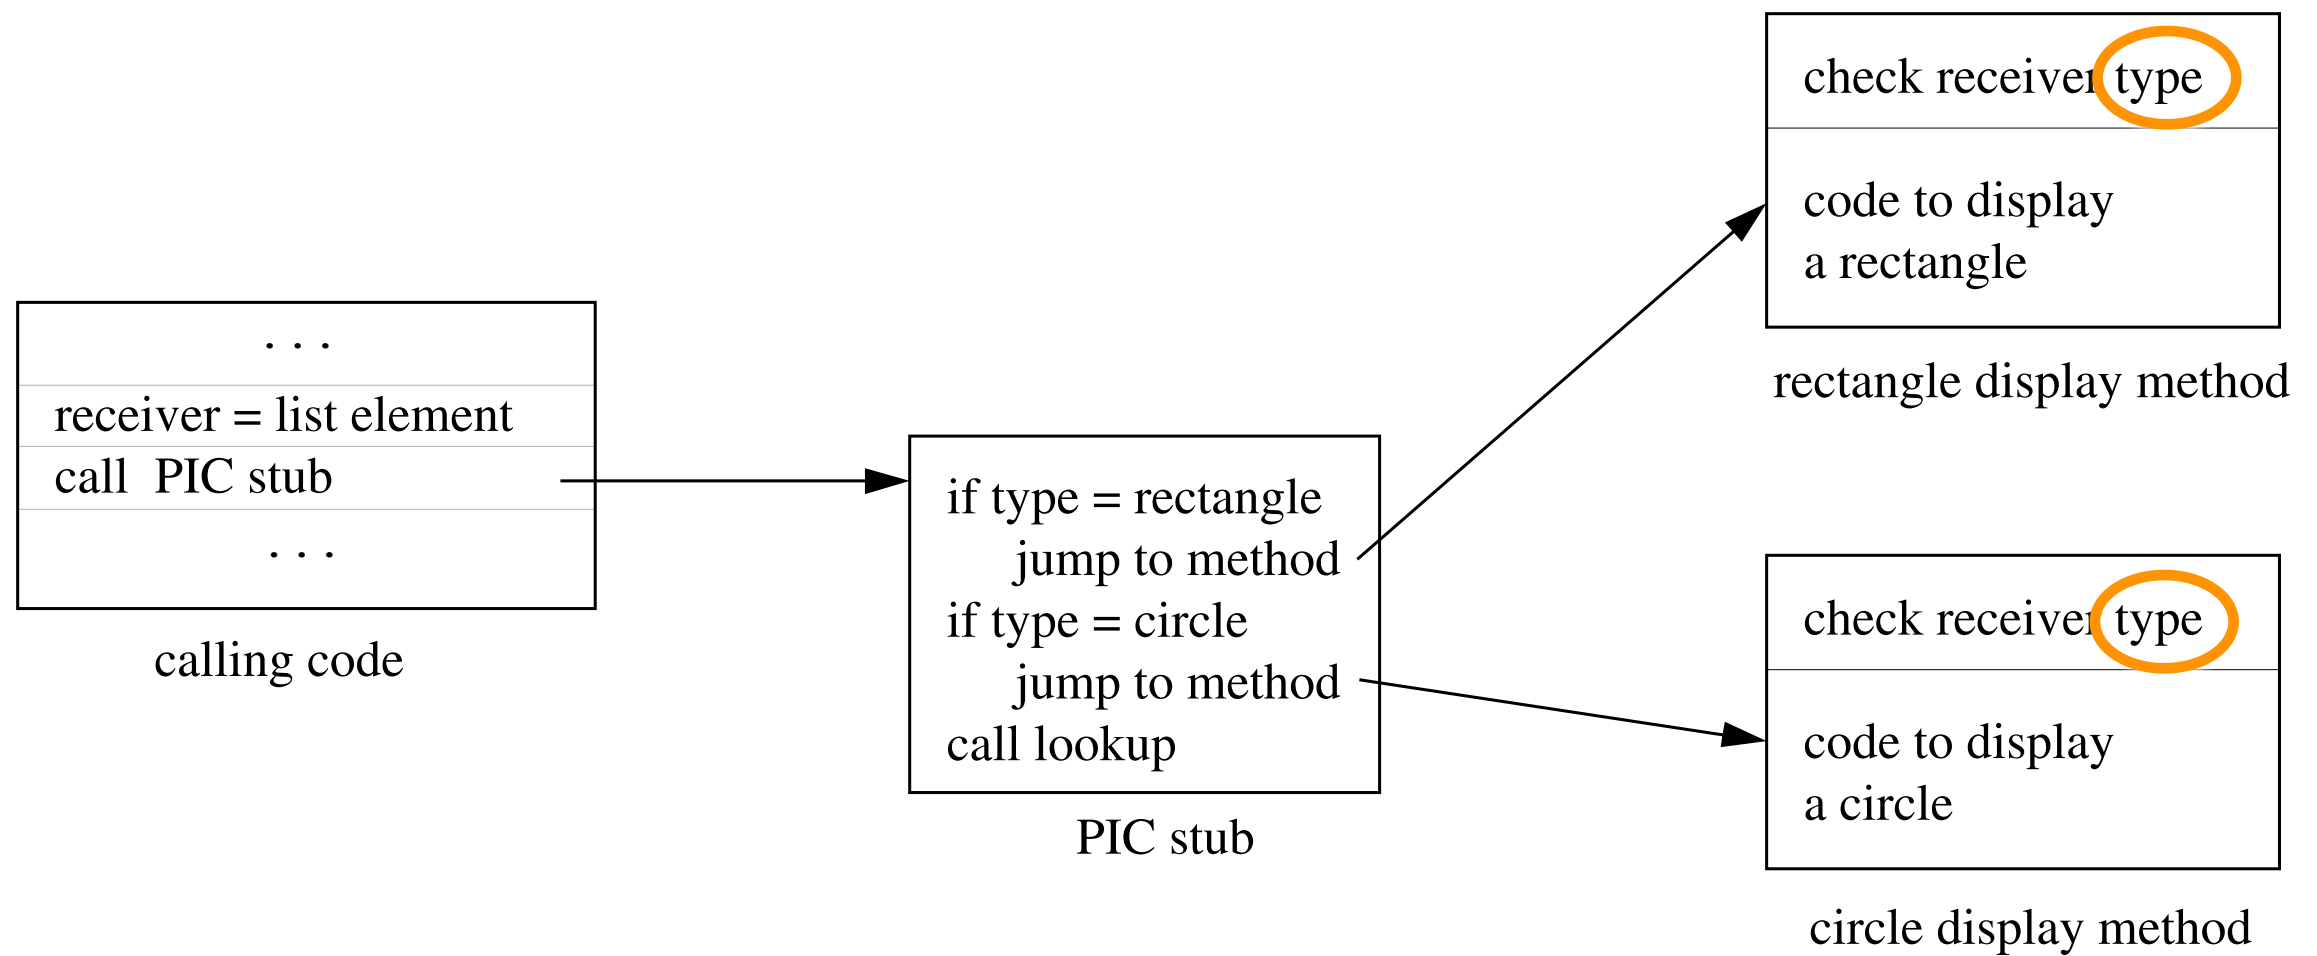 . . .
receiver = list element
call PIC stub
. . .
calling code
if type = rectangle
jump to method
if type = circle
jump to method
call lookup
PIC stub
check receiver type
code to display
a rectangle
rectangle display method
check receiver type
code to display
a circle
circle display method